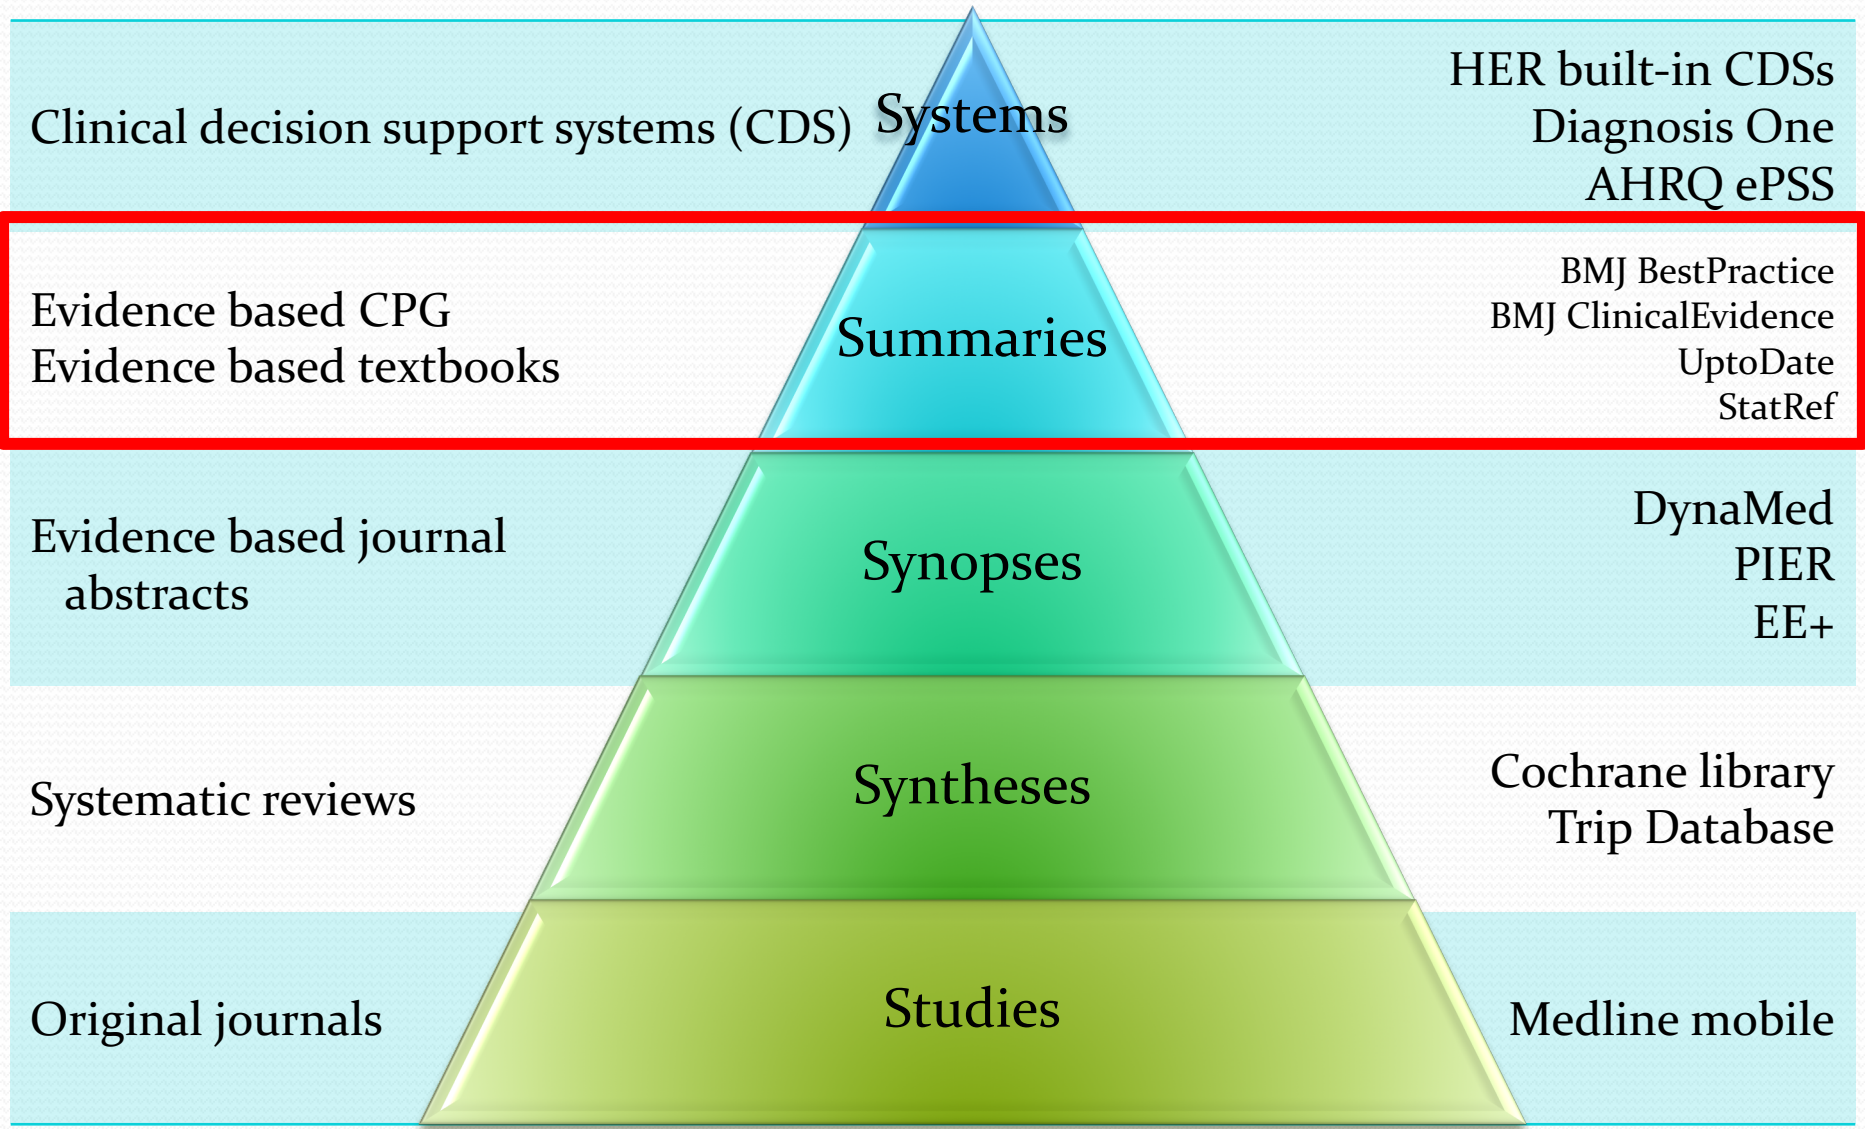 Clinical decision support systems (CDS)
Systems
HER built-in CDSs
Diagnosis One
AHRQ ePSS
Evidence based CPG
Evidence based textbooks
Summaries
BMJ BestPractice
BMJ ClinicalEvidence
UptoDate
StatRef
Evidence based journal
abstracts
Synopses
DynaMed
PIER
EE+
Systematic reviews
Syntheses
Cochrane library
Trip Database
Original journals
Studies
Medline mobile